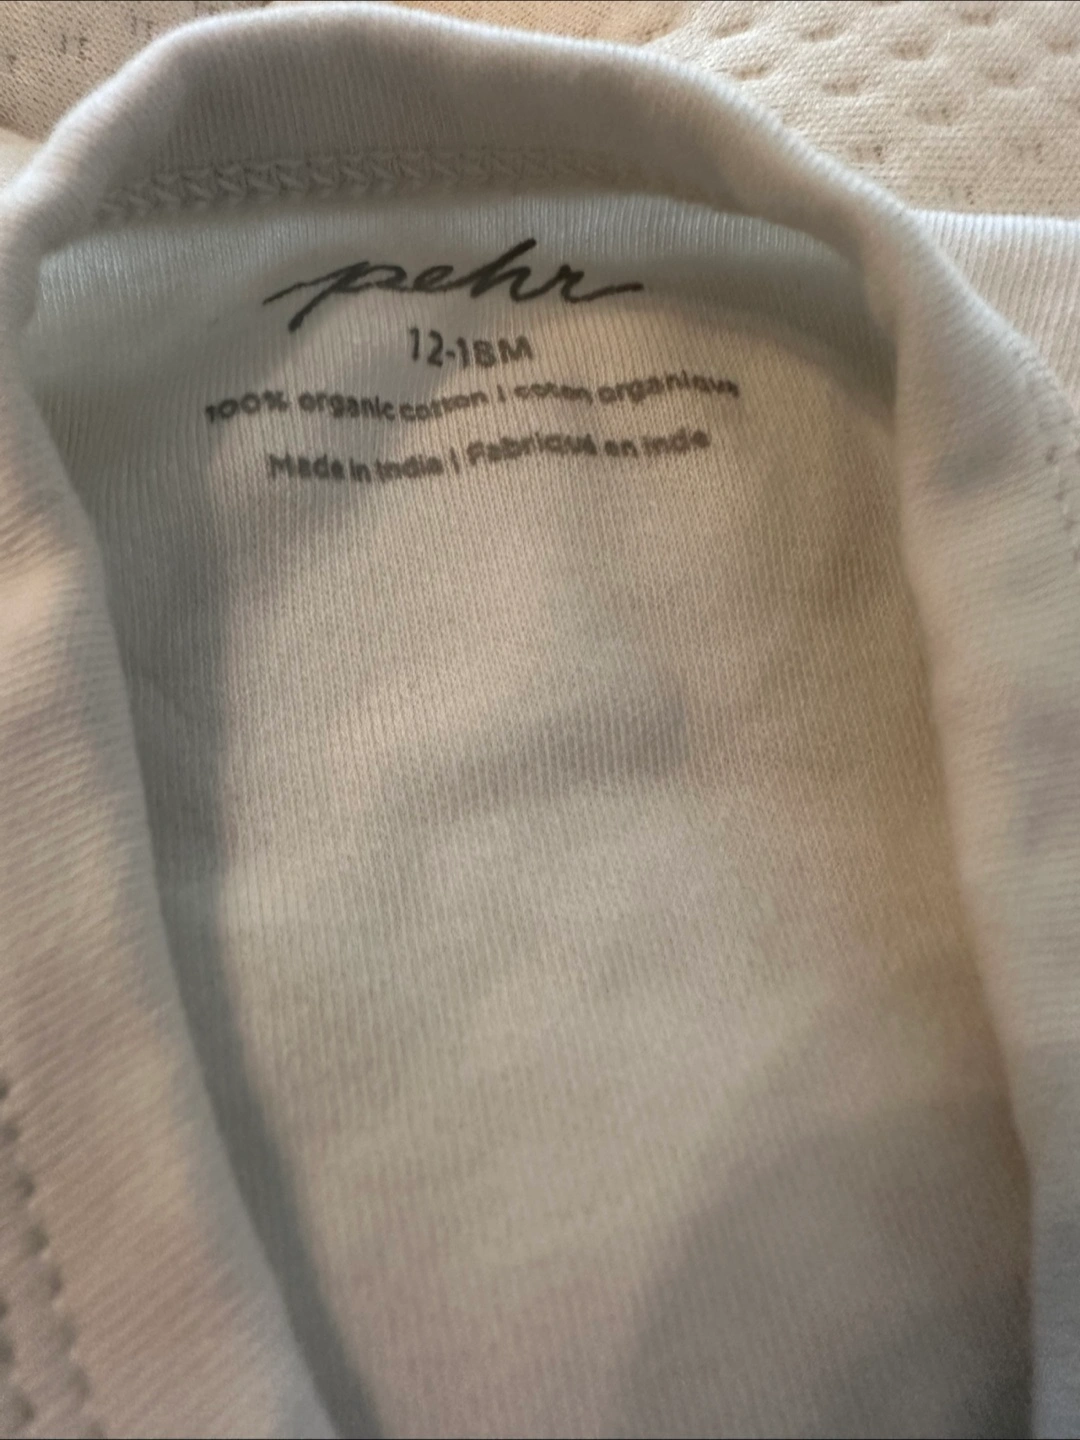 pehr
12-18M
100% organic cotton | coton organique
Made in India | Fabriqué en Inde